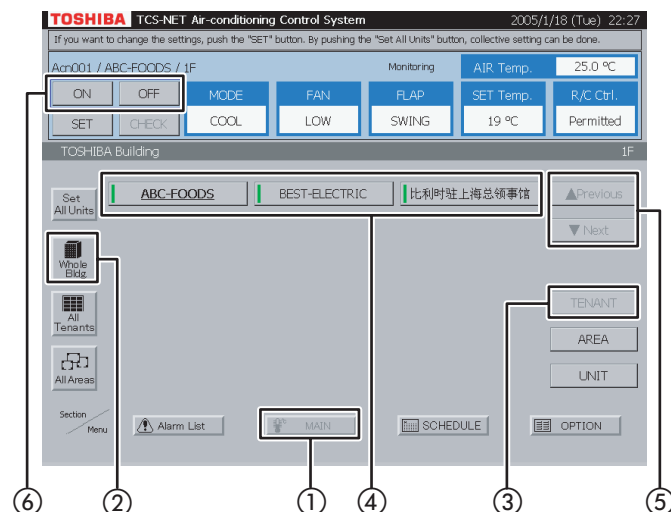 TOSHIBA TCS-NET Air-conditioning Control System 2005/1/18 (Tue) 22:27
If you want to change the settings, push the "SET" button. By pushing the "Set All Units" button, collective setting can be done.
Acn001 / ABC-FOODS / 1F Monitoring AIR Temp. 25.0 ºC
ON OFF MODE FAN FLAP SET Temp. R/C Ctrl.
SET CHECK COOL LOW SWING 19 ºC Permitted
TOSHIBA Building 1F
Set All Units
ABC-FOODS BEST-ELECTRIC 比利时驻上海总领事馆
▲Previous
▼Next
Whole Bldg.
All Tenants
TENANT
AREA
All Areas
UNIT
Section Menu
Alarm List MAIN SCHEDULE OPTION
⑥ ② ① ④ ③ ⑤